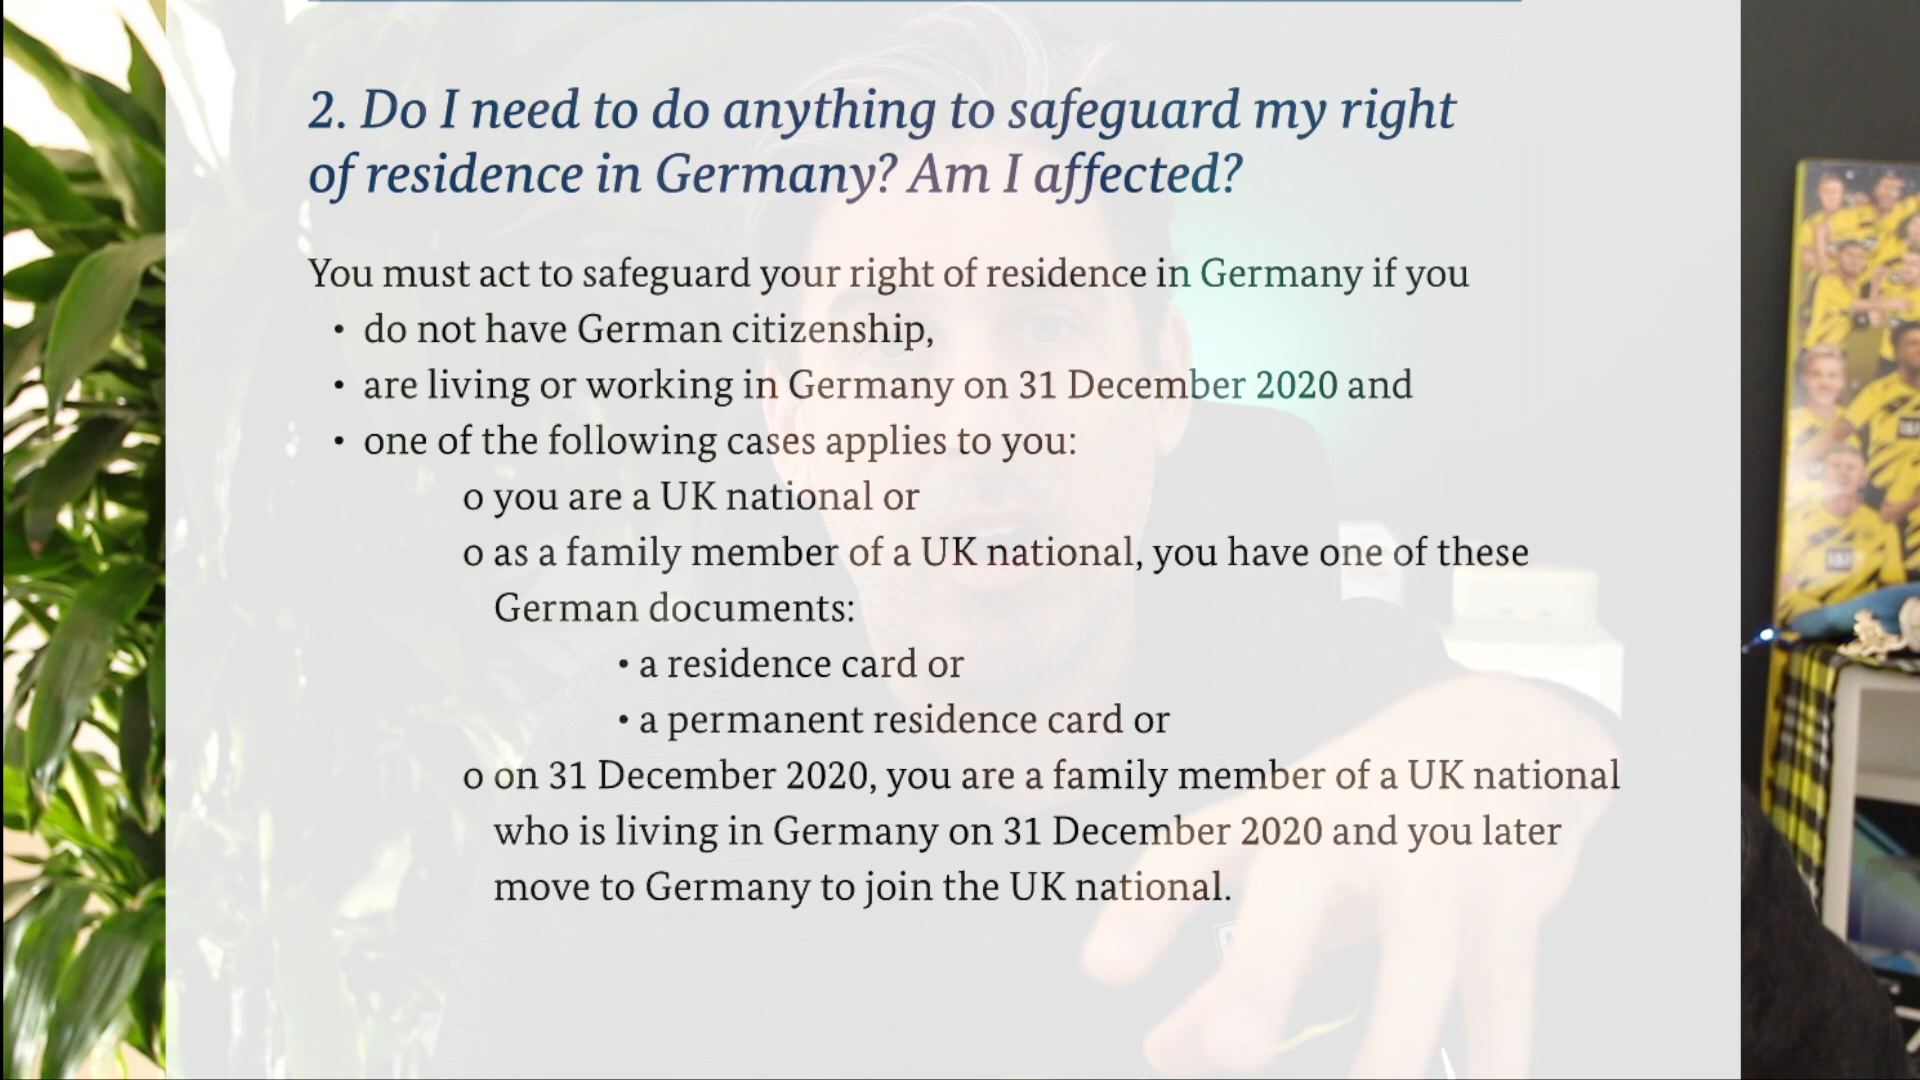 2. Do I need to do anything to safeguard my right
of residence in Germany? Am I affected?
You must act to safeguard your right of residence in Germany if you
• do not have German citizenship,
• are living or working in Germany on 31 December 2020 and
• one of the following cases applies to you:
o you are a UK national or
o as a family member of a UK national, you have one of these
German documents:
• a residence card or
• a permanent residence card or
o on 31 December 2020, you are a family member of a UK national
who is living in Germany on 31 December 2020 and you later
move to Germany to join the UK national.